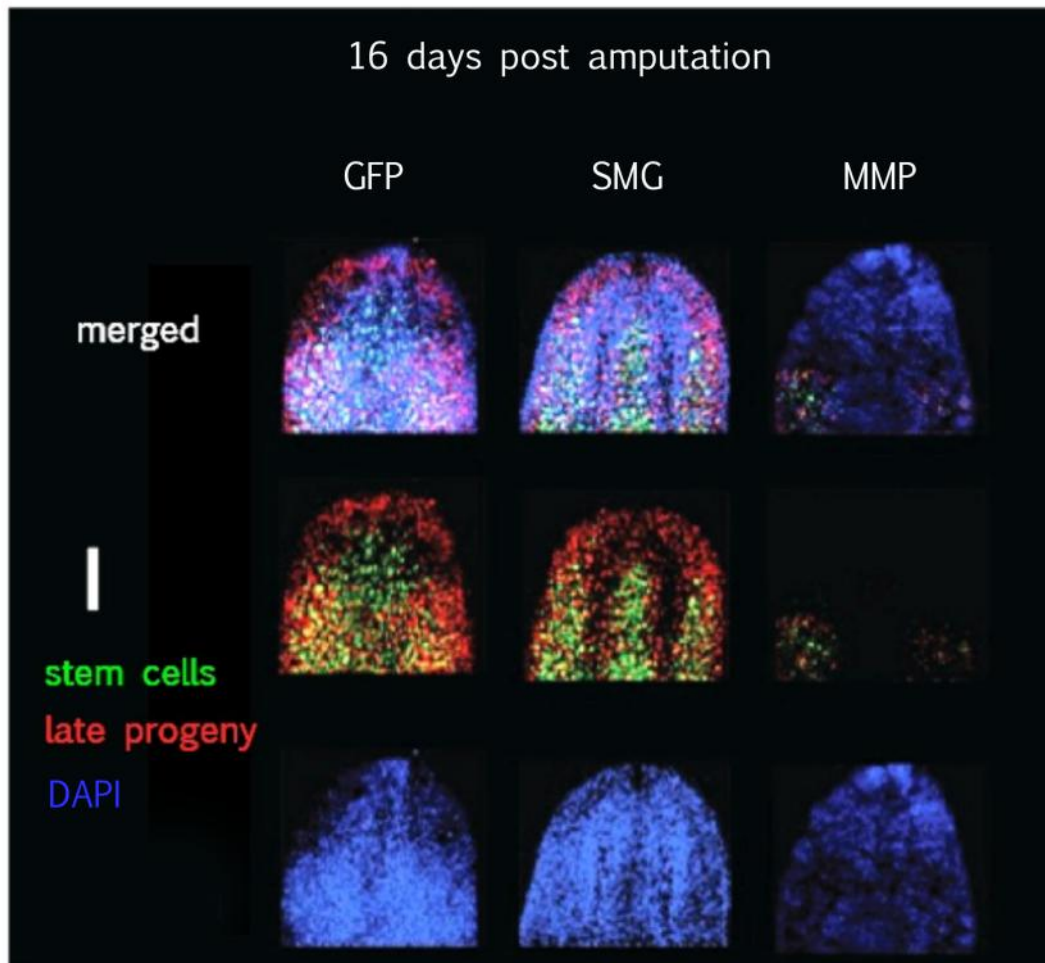 16 days post amputation
GFP SMG MMP
merged
stem cells
late progeny
DAPI